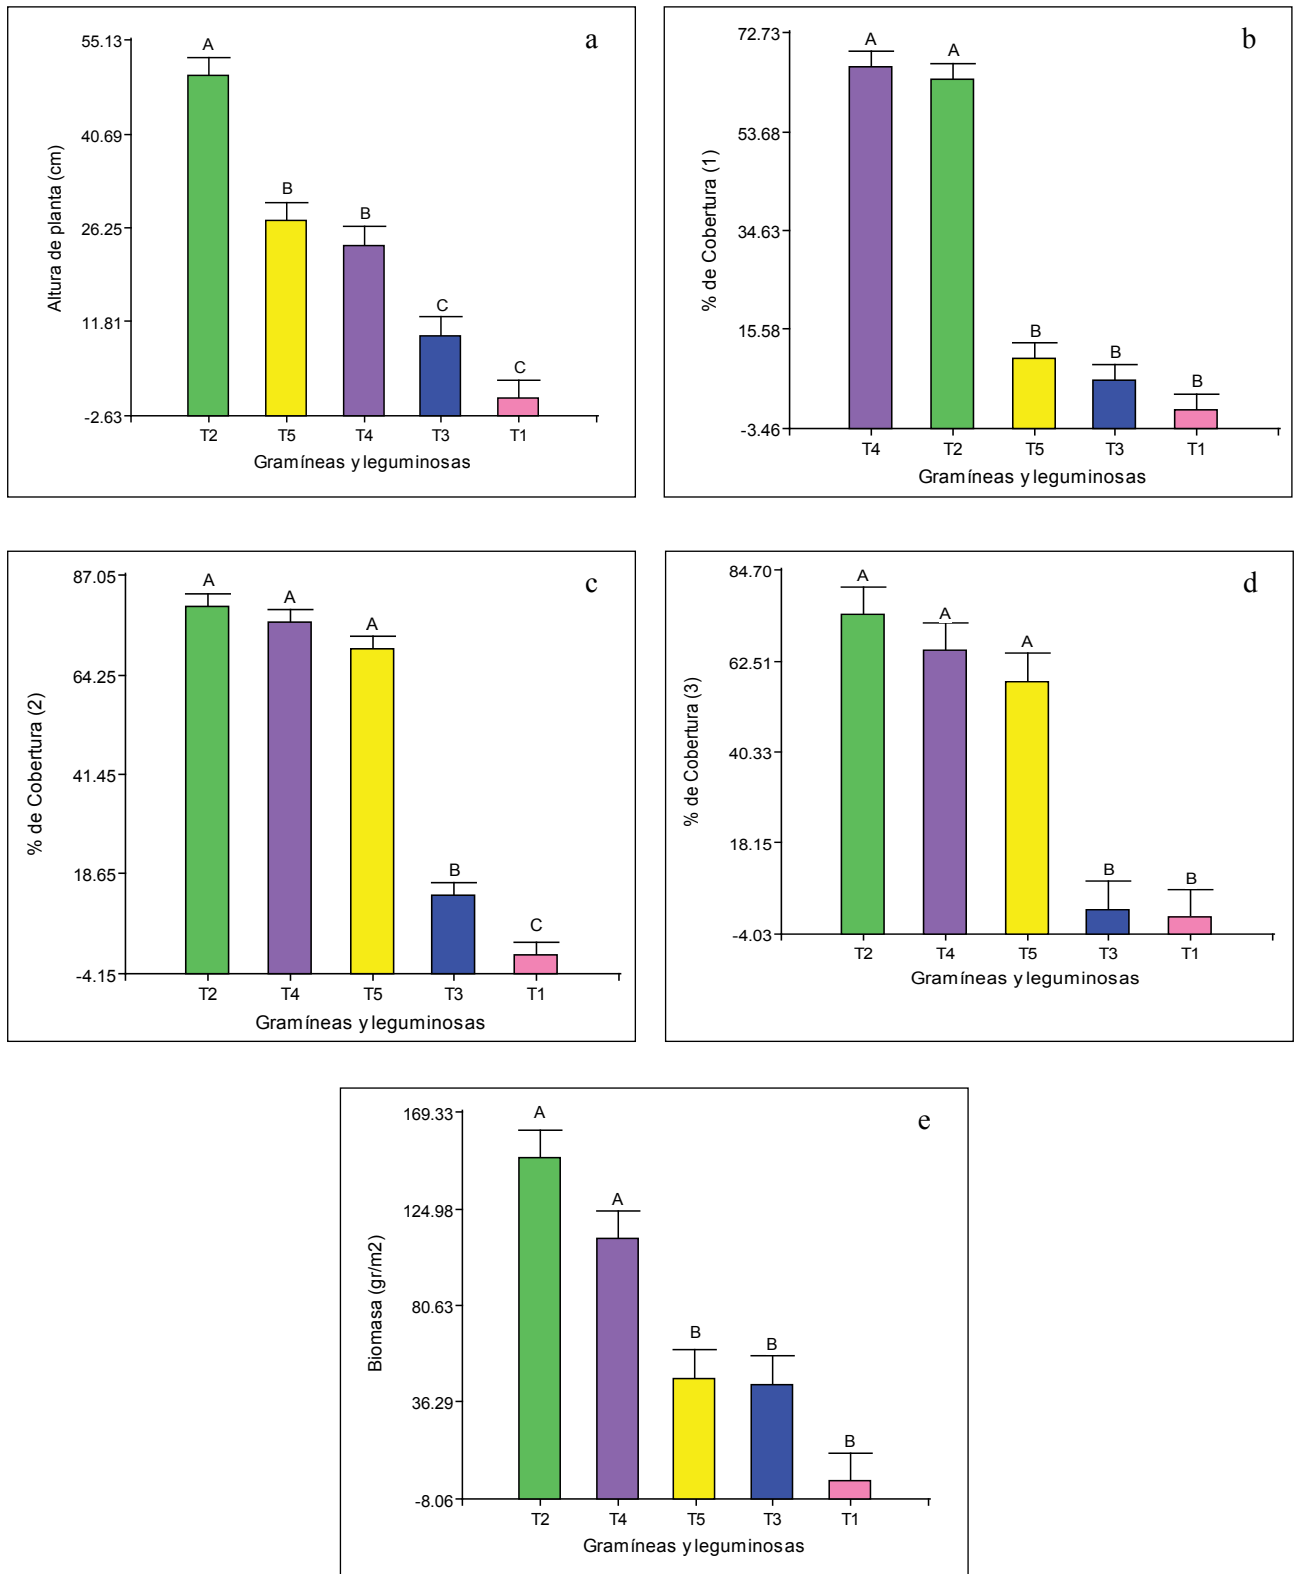 a
Altura de planta (cm)
55.13
40.69
26.25
11.81
-2.63
A
B
B
C
C
T2 T5 T4 T3 T1
Gramíneas y leguminosas
b
% de Cobertura (1)
72.73
53.68
34.63
15.58
-3.46
A
A
B
B
B
T4 T2 T5 T3 T1
Gramíneas y leguminosas
c
% de Cobertura (2)
87.05
64.25
41.45
18.65
-4.15
A
A
A
B
C
T2 T4 T5 T3 T1
Gramíneas y leguminosas
d
% de Cobertura (3)
84.70
62.51
40.33
18.15
-4.03
A
A
A
B
B
T2 T4 T5 T3 T1
Gramíneas y leguminosas
e
Biomasa (gr/m2)
169.33
124.98
80.63
36.29
-8.06
A
A
B
B
B
T2 T4 T5 T3 T1
Gramíneas y leguminosas